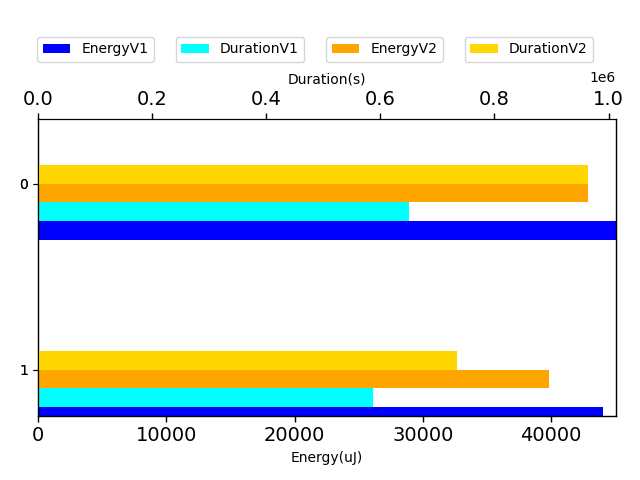 EnergyV1 DurationV1 EnergyV2 DurationV2
Duration(s)
1e6
0.0 0.2 0.4 0.6 0.8 1.0
0
1
0 10000 20000 30000 40000
Energy(uJ)